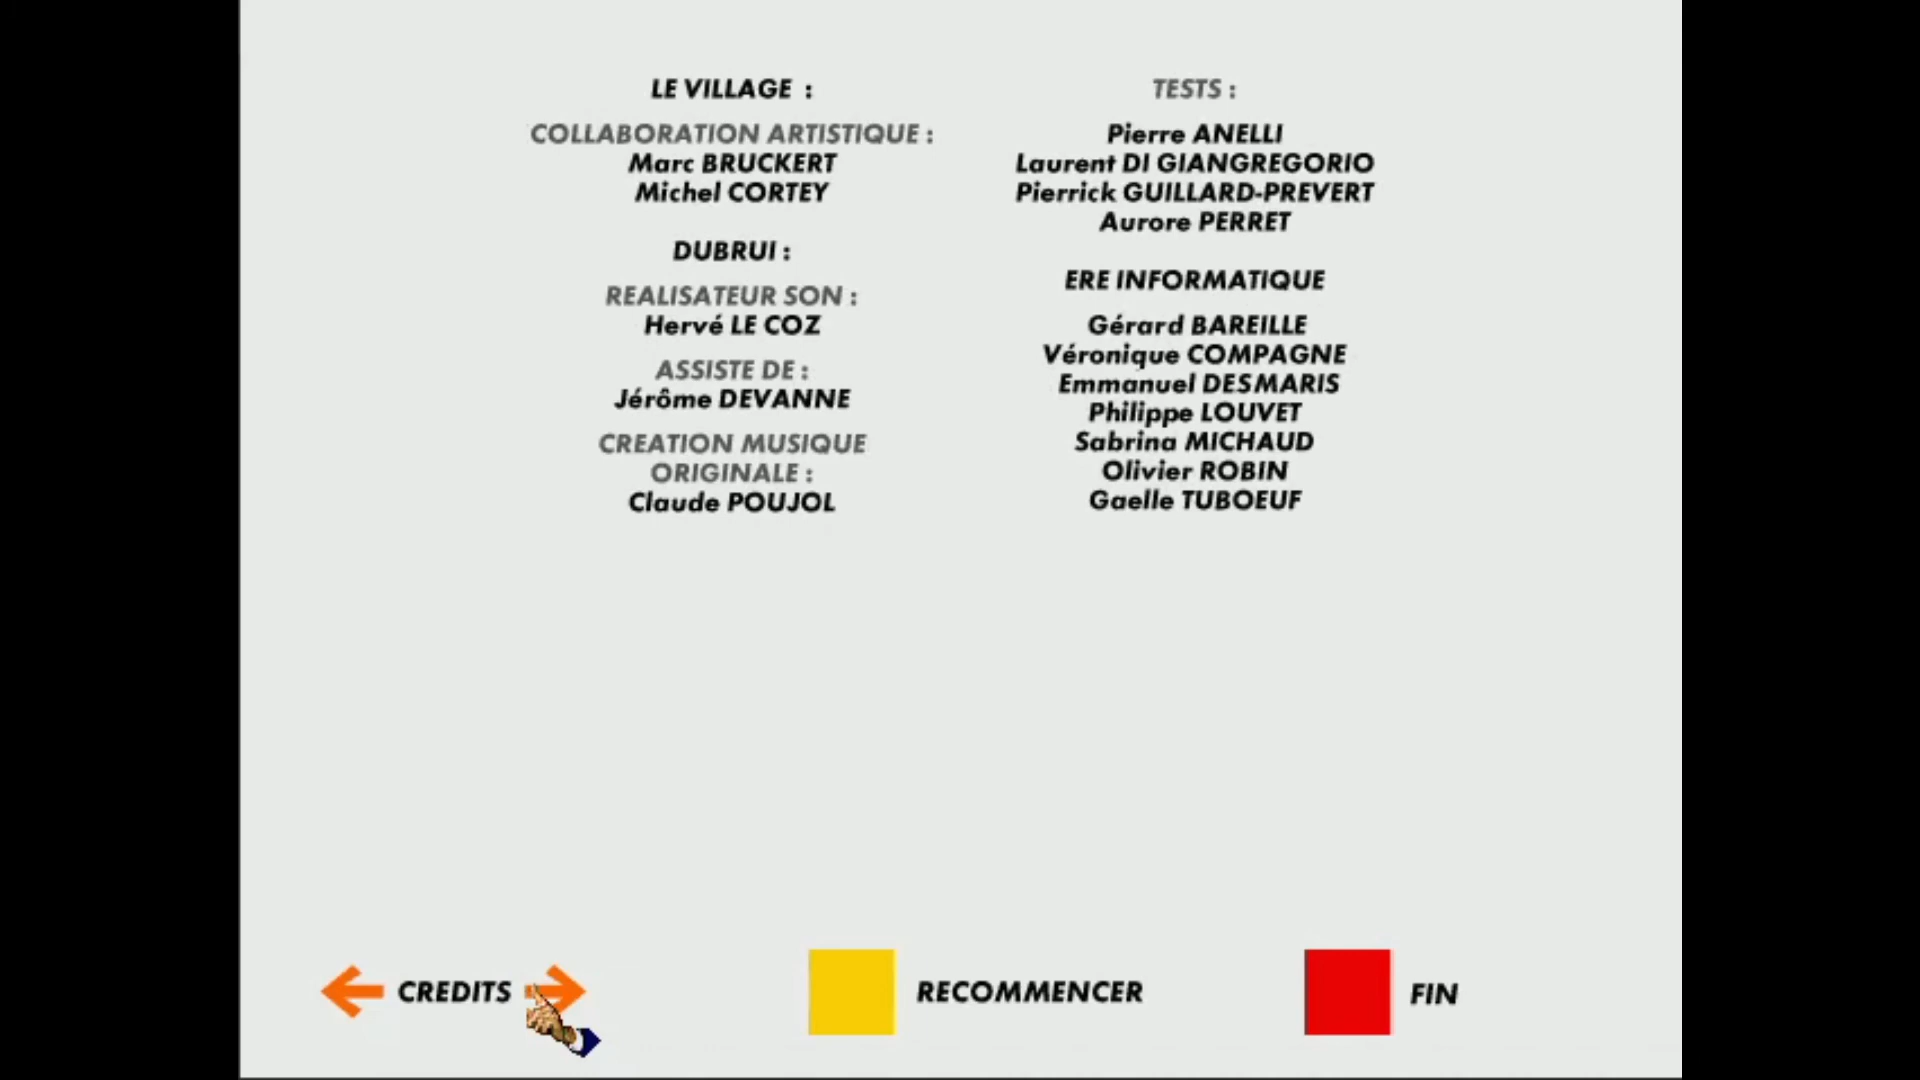 LE VILLAGE :
COLLABORATION ARTISTIQUE :
Marc BRUCKERT
Michel CORTEY
DUBRUI :
REALISATEUR SON :
Hervé LE COZ
ASSISTE DE :
Jérôme DEVANNE
CREATION MUSIQUE
ORIGINALE :
Claude POUJOL
TESTS :
Pierre ANELLI
Laurent DI GIANGREGORIO
Pierrick GUILLARD-PREVERT
Aurore PERRET
ERE INFORMATIQUE
Gérard BAREILLE
Véronique COMPAGNE
Emmanuel DESMARIS
Philippe LOUVET
Sabrina MICHAUD
Olivier ROBIN
Gaelle TUBOEUF
CREDITS
RECOMMENCER
FIN